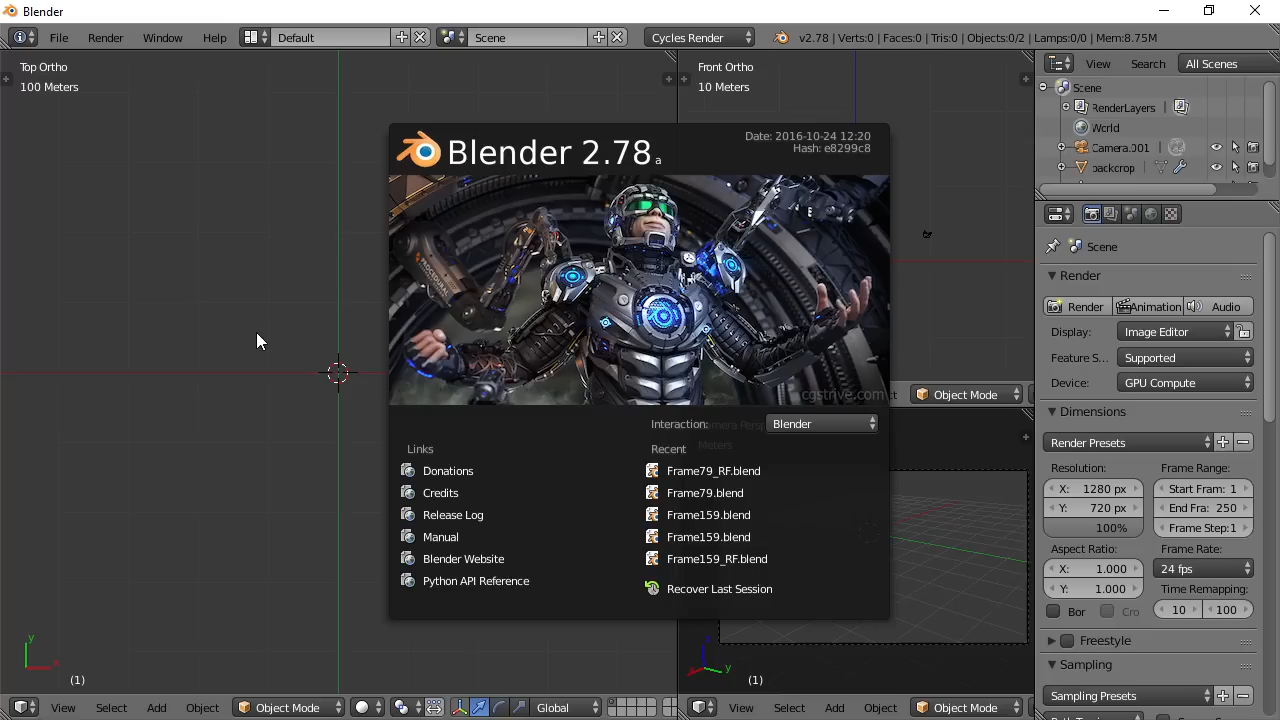 Blender
File Render Window Help Default Scene Cycles Render v2.78 | Verts:0 | Faces:0 | Tris:0 | Objects:0/2 | Lamps:0/0 | Mem:8.75M
Top Ortho
100 Meters
Front Ortho
10 Meters
View Search All Scenes
Scene
RenderLayers
World
Camera.001
backdrop
Blender 2.78 a
Date: 2016-10-24 12:20
Hash: e8299c8
cgstrive.com
Interaction: Blender
Links
Donations
Credits
Release Log
Manual
Blender Website
Python API Reference
Recent
Frame79_RF.blend
Frame79.blend
Frame159.blend
Frame159.blend
Frame159_RF.blend
Recover Last Session
Meters
Object Mode
Scene
Render
Render Animation Audio
Display: Image Editor
Feature S... Supported
Device: GPU Compute
Dimensions
Render Presets
Resolution: Frame Range:
X: 1280 px Start Fram: 1
Y: 720 px End Fra: 250
100% Frame Step:1
Aspect Ratio: Frame Rate:
X: 1.000 24 fps
Y: 1.000 Time Remapping:
Bor Cro 10 100
Freestyle
Sampling
Sampling Presets
y
x
(1)
z
y
x
(1)
View Select Add Object Object Mode Global
View Select Add Object Object Mode